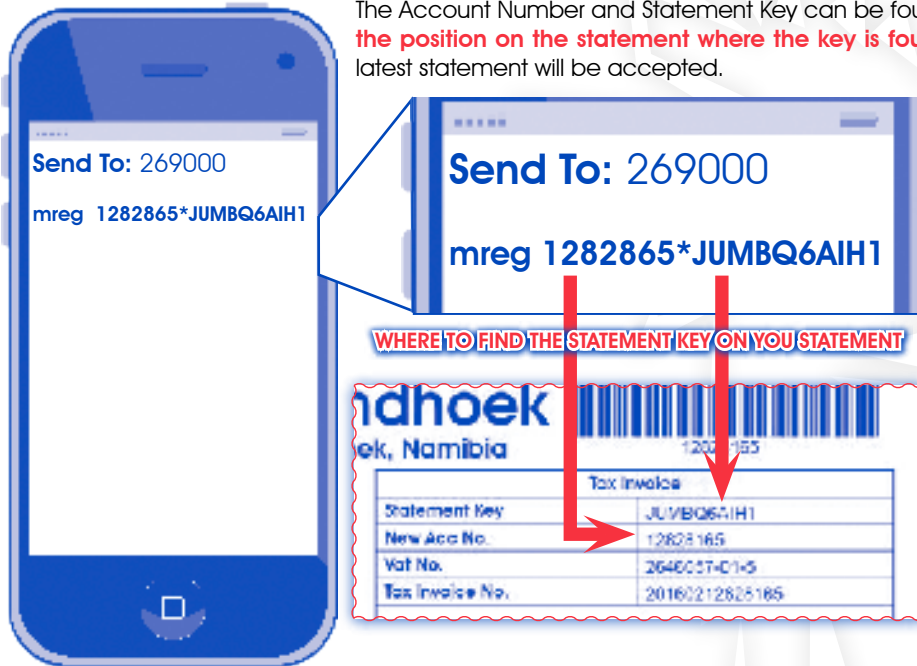 The Account Number and Statement Key can be fou
the position on the statement where the key is fou
latest statement will be accepted.
Send To: 269000
mreg 1282865*JUMBQ6AIH1
Send To: 269000
mreg 1282865*JUMBQ6AIH1
WHERE TO FIND THE STATEMENT KEY ON YOU STATEMENT
ndhoek
ek, Namibia
Tax Invoice
Statement Key JUMBQ6AIH1
New Acc No. 12828165
Vat No.
Tax Invoice No. 20160212828165